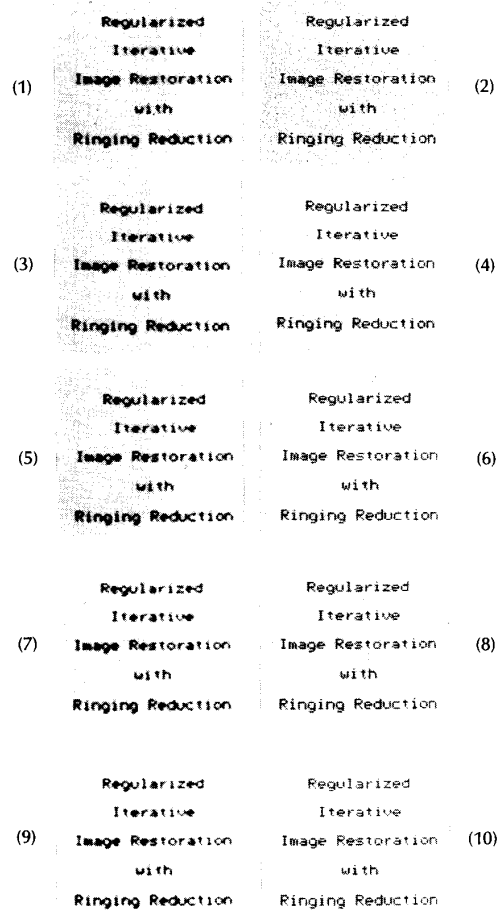 Regularized Regularized
Iterative Iterative
(1) Image Restoration Image Restoration (2)
with with
Ringing Reduction Ringing Reduction
Regularized Regularized
Iterative Iterative
(3) Image Restoration Image Restoration (4)
with with
Ringing Reduction Ringing Reduction
Regularized Regularized
Iterative Iterative
(5) Image Restoration Image Restoration (6)
with with
Ringing Reduction Ringing Reduction
Regularized Regularized
Iterative Iterative
(7) Image Restoration Image Restoration (8)
with with
Ringing Reduction Ringing Reduction
Regularized Regularized
Iterative Iterative
(9) Image Restoration Image Restoration (10)
with with
Ringing Reduction Ringing Reduction